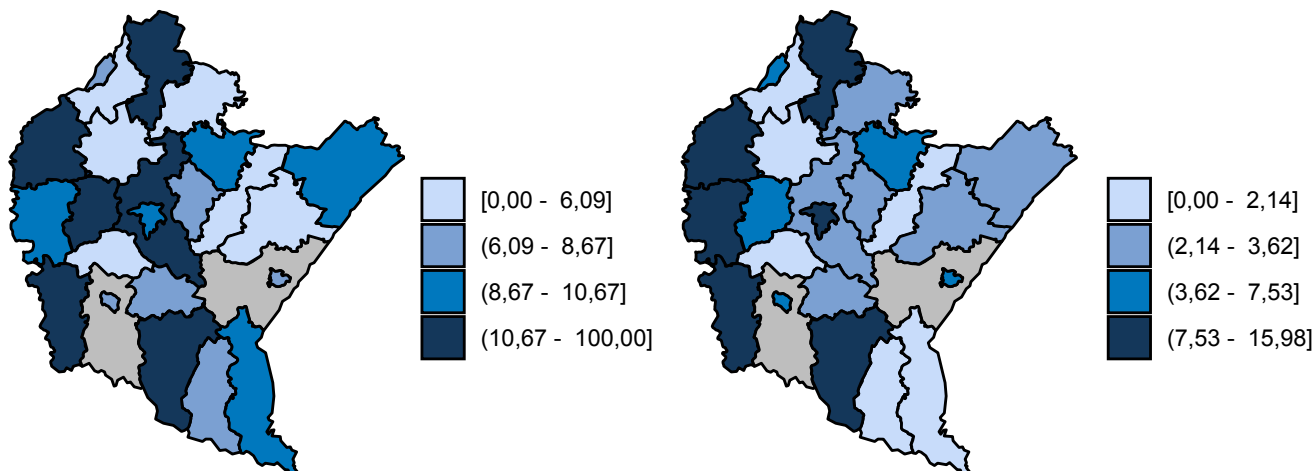 [0,00 -  6,09]
(6,09 -  8,67]
(8,67 -  10,67]
(10,67 -  100,00]
[0,00 -  2,14]
(2,14 -  3,62]
(3,62 -  7,53]
(7,53 -  15,98]